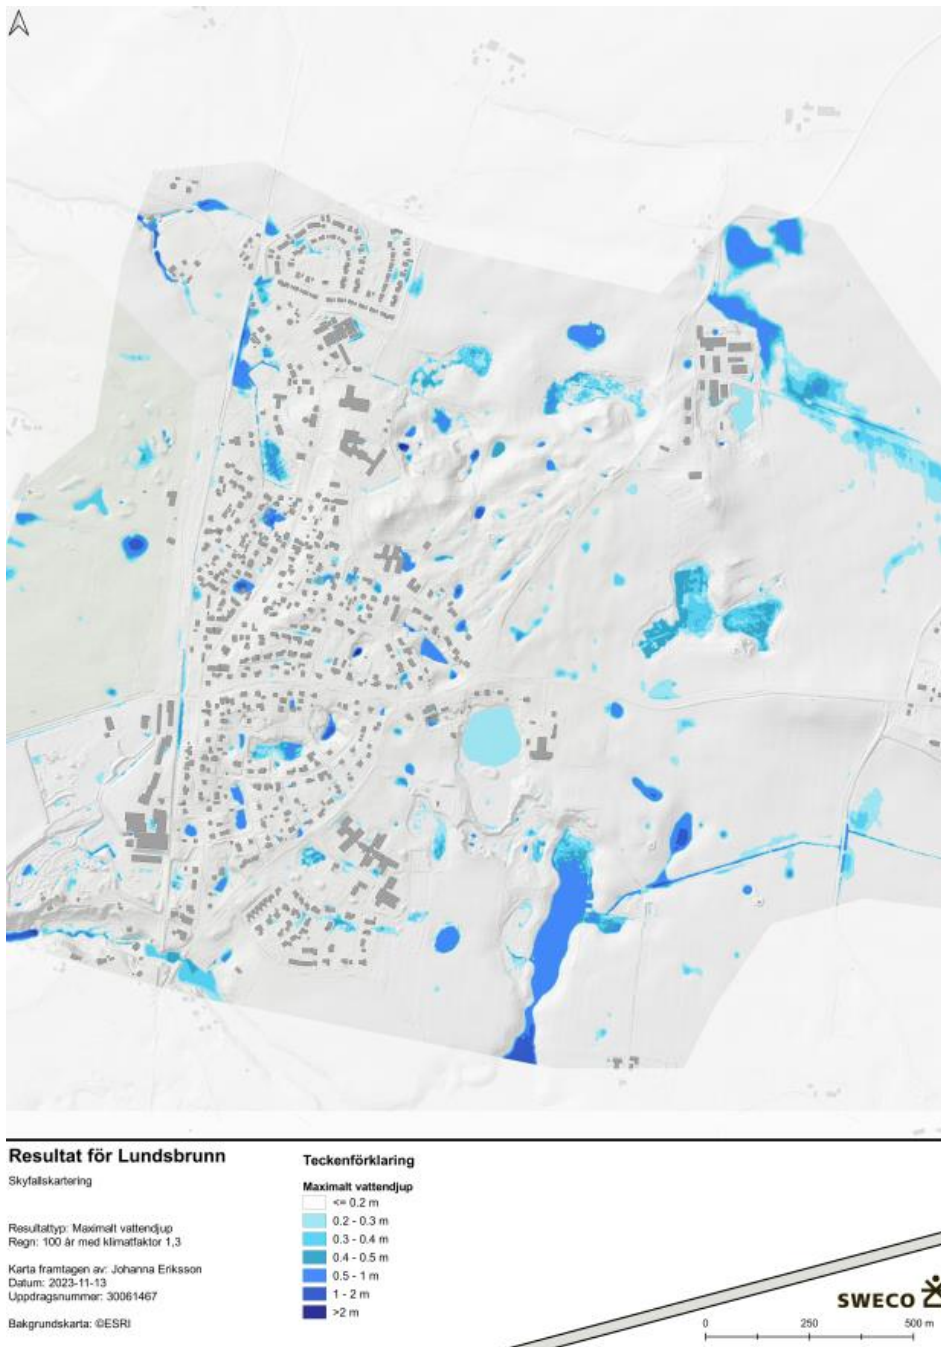 Resultat för Lundsbrunn
Skyfallskartering
Resultattyp: Maximalt vattendjup
Regn: 100 år med klimatfaktor 1,3
Karta framtagen av: Johanna Eriksson
Datum: 2023-11-13
Uppdragsnummer: 30061467
Bakgrundskarta: ©ESRI
Teckenförklaring
Maximalt vattendjup
<= 0.2 m
0.2 - 0.3 m
0.3 - 0.4 m
0.4 - 0.5 m
0.5 - 1 m
1 - 2 m
>2 m
SWECO
0 250 500 m